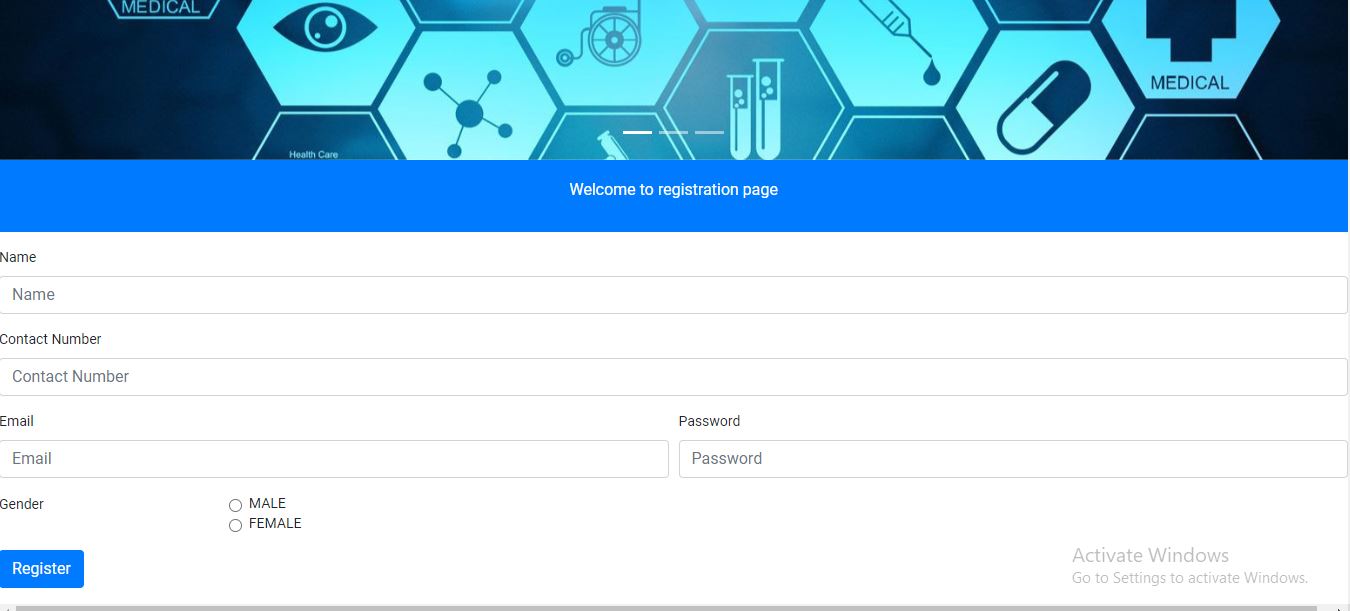 MEDICAL
MEDICAL
Health Care
Welcome to registration page
Name
Name
Contact Number
Contact Number
Email Password
Email Password
Gender MALE
FEMALE
Register
Activate Windows
Go to Settings to activate Windows.